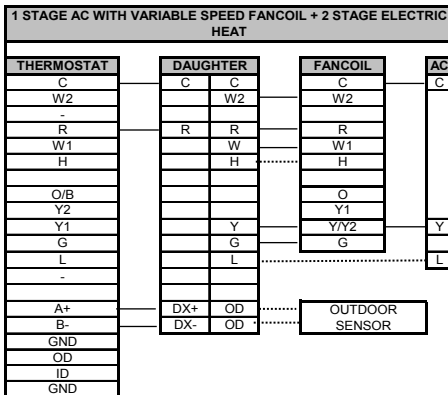 1 STAGE AC WITH VARIABLE SPEED FANCOIL + 2 STAGE ELECTRIC
HEAT
THERMOSTAT DAUGHTER FANCOIL AC
C C C C C
W2 W2 W2
-
R R R R
W1 W W1
H H H
O/B O
Y2 Y1
Y1 Y Y/Y2 Y
G G G
L L L
-
A+ DX+ OD OUTDOOR
B- DX- OD SENSOR
GND
OD
ID
GND